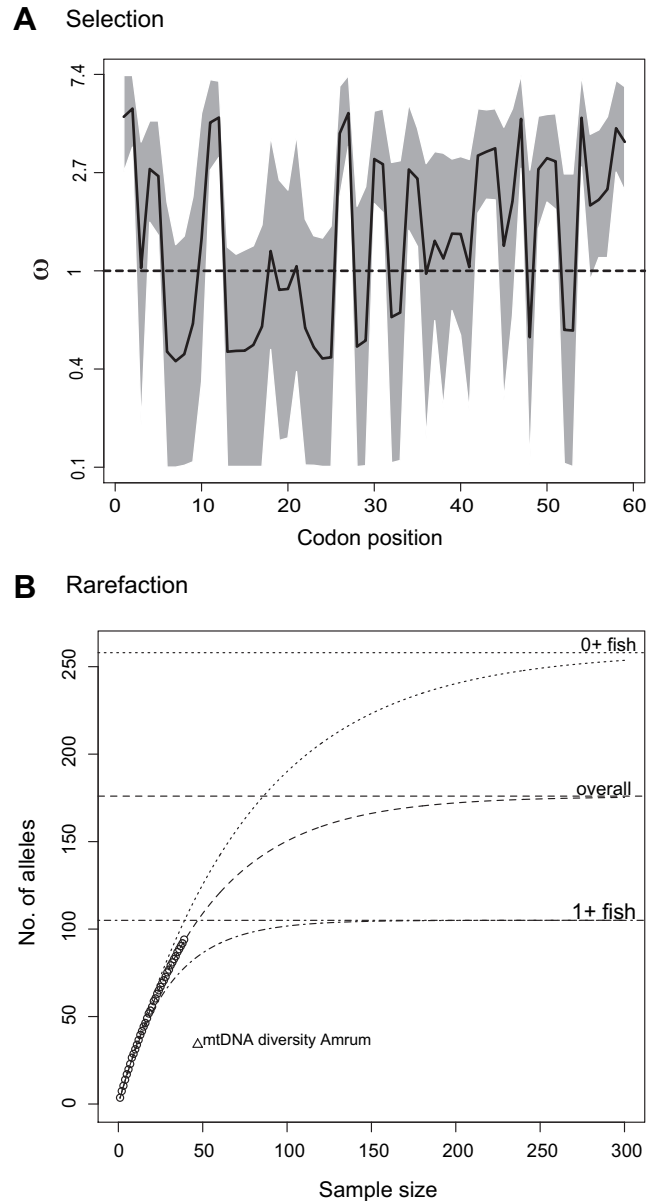 A Selection
7.4
2.7
1
0.4
0.1
ω
0 10 20 30 40 50 60
Codon position
B Rarefaction
250
200
150
100
50
0
No. of alleles
0+ fish
overall
1+ fish
mtDNA diversity Amrum
0 50 100 150 200 250 300
Sample size